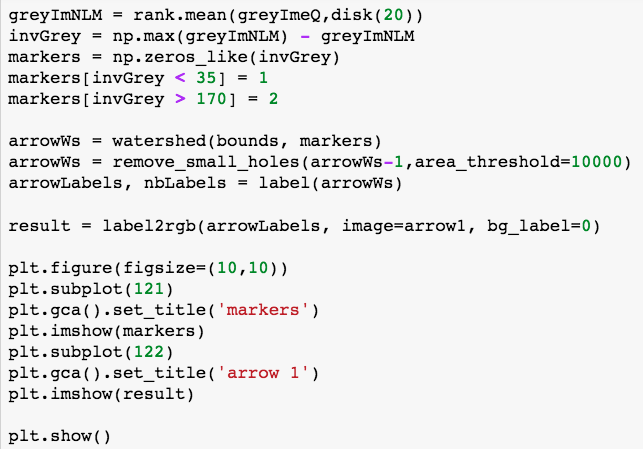 greyImNLM = rank.mean(greyImeQ,disk(20))
invGrey = np.max(greyImNLM) - greyImNLM
markers = np.zeros_like(invGrey)
markers[invGrey < 35] = 1
markers[invGrey > 170] = 2
arrowWs = watershed(bounds, markers)
arrowWs = remove_small_holes(arrowWs-1,area_threshold=10000)
arrowLabels, nbLabels = label(arrowWs)
result = label2rgb(arrowLabels, image=arrow1, bg_label=0)
plt.figure(figsize=(10,10))
plt.subplot(121)
plt.gca().set_title('markers')
plt.imshow(markers)
plt.subplot(122)
plt.gca().set_title('arrow 1')
plt.imshow(result)
plt.show()